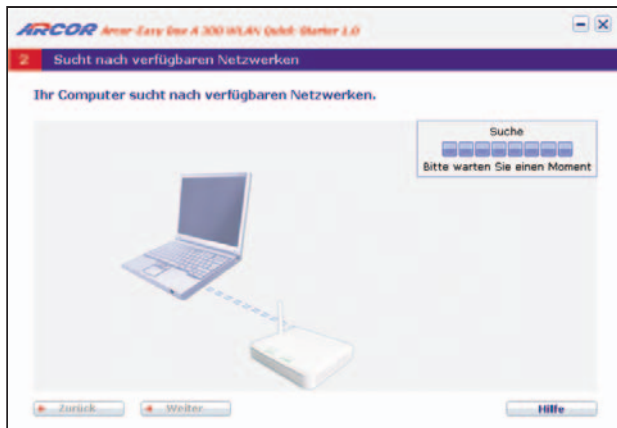 ARCOR Arcor-Easy Box A 300 WLAN Quick Starter 1.0
2 Sucht nach verfügbaren Netzwerken
Ihr Computer sucht nach verfügbaren Netzwerken.
Suche
Bitte warten Sie einen Moment
Zurück Weiter Hilfe